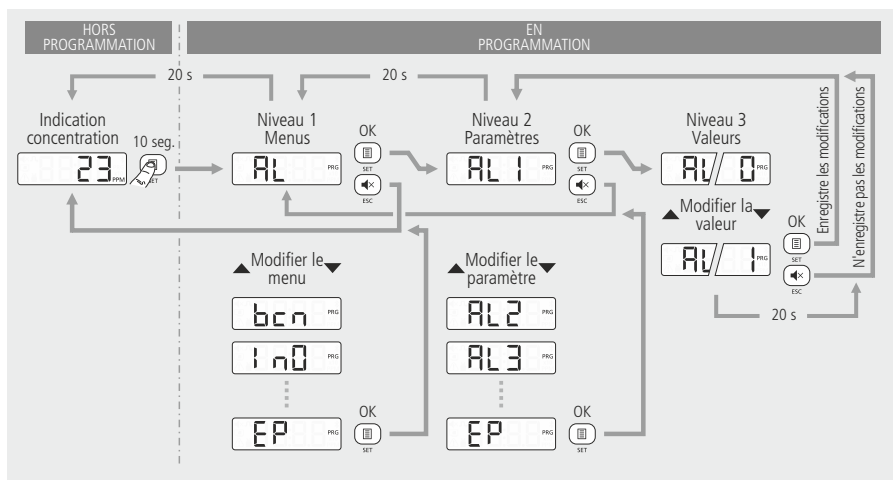 HORS
PROGRAMMATION
EN
PROGRAMMATION
20 s
20 s
Indication
concentration
10 seg.
Niveau 1
Menus
OK
Niveau 2
Paramètres
OK
Niveau 3
Valeurs
23 PPM
SET
AL PRG
SET
ESC
AL1 PRG
SET
ESC
AL 0 PRG
Modifier la
valeur
OK
AL 1 PRG
SET
ESC
20 s
Enregistre les modifications
N'enregistre pas les modifications
Modifier le
menu
bcn PRG
In0 PRG
EP PRG
OK
SET
Modifier le
paramètre
AL2 PRG
AL3 PRG
EP PRG
OK
SET